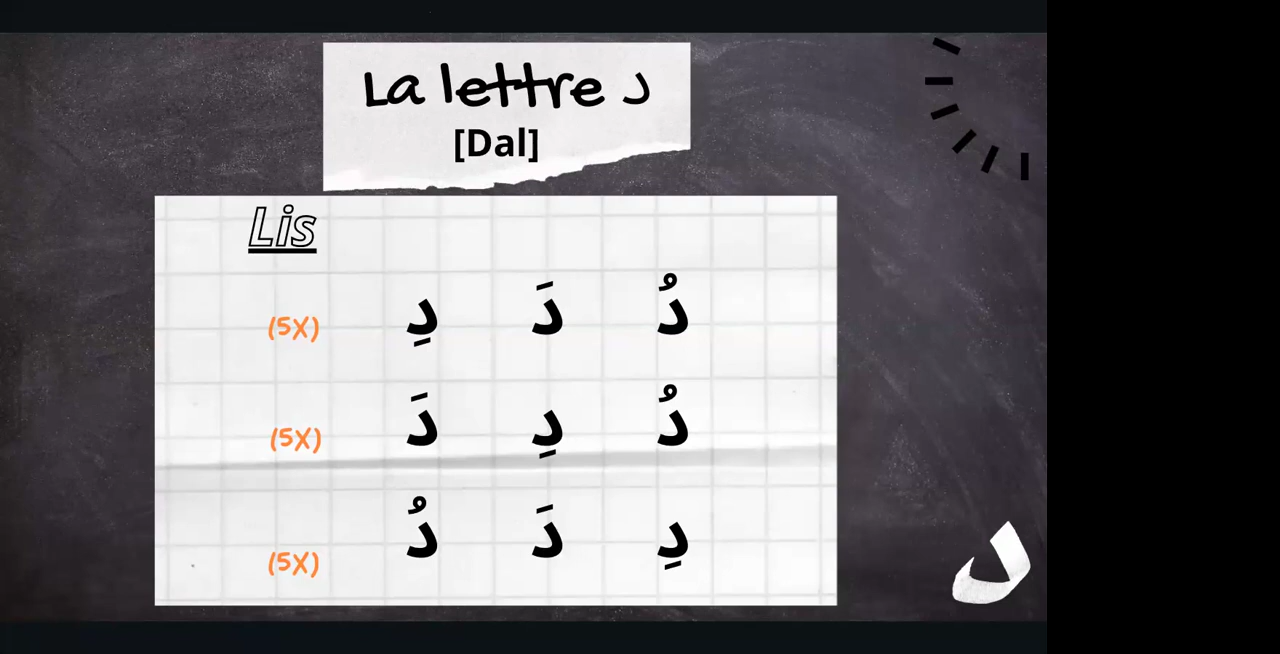 La lettre د
[Dal]
Lis
دُ دَ دِ (5X)
دُ دِ دَ (5X)
دِ دَ دُ (5X)
د